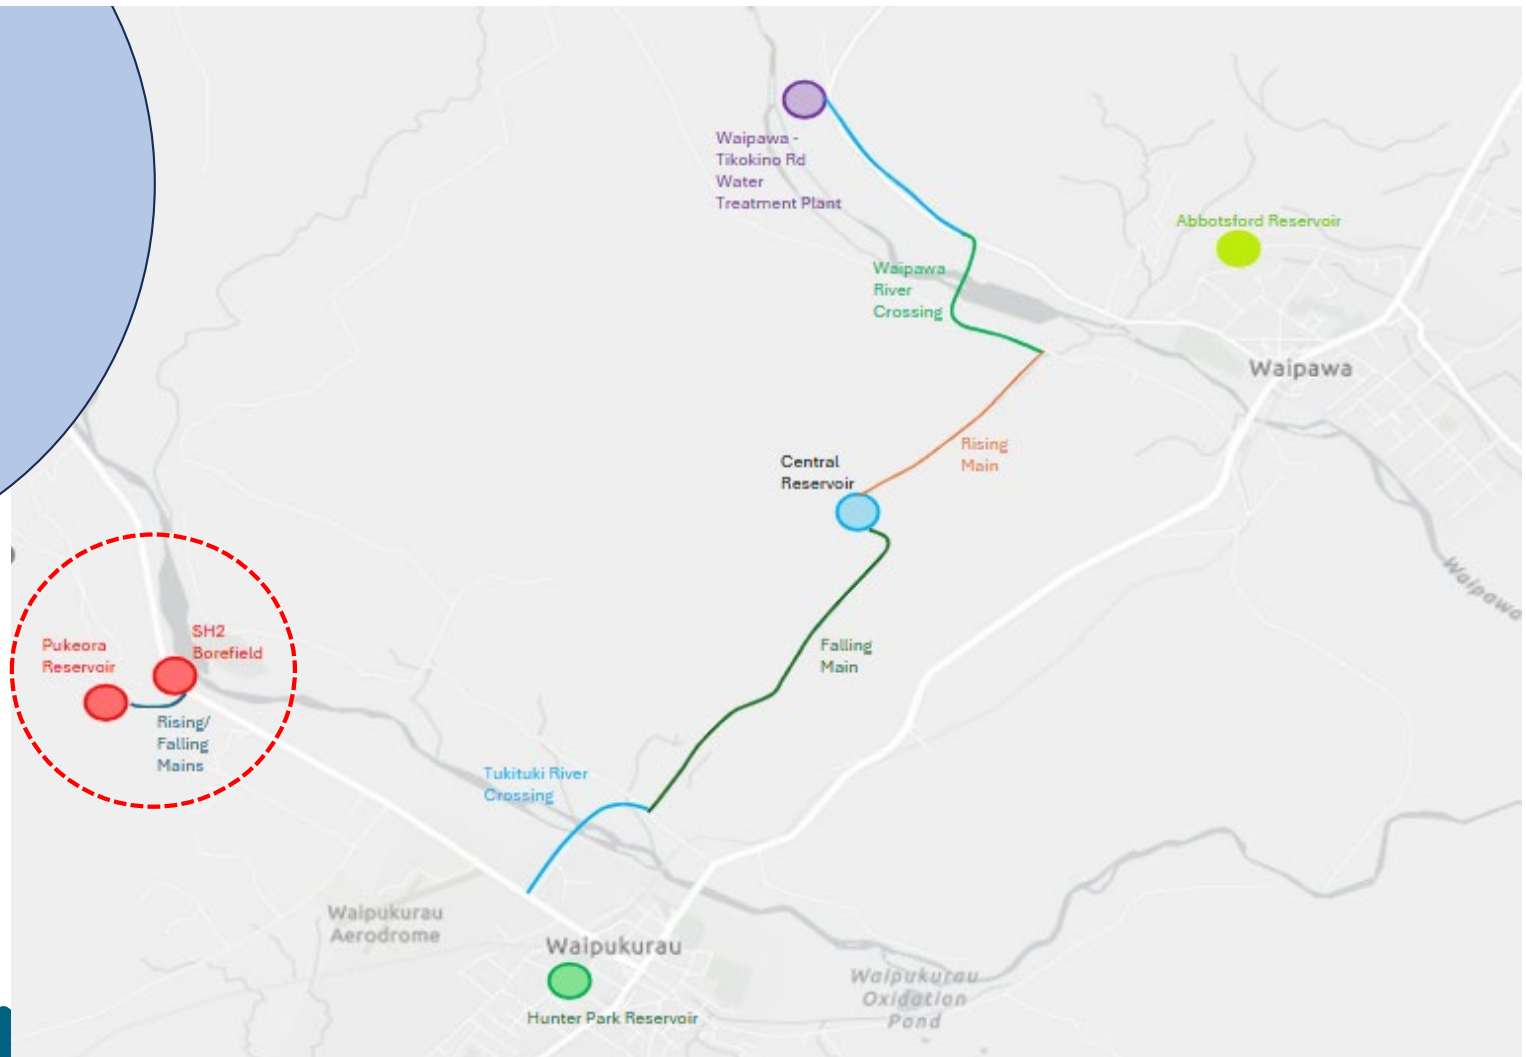 Waipawa -
Tikokino Rd
Water
Treatment Plant
Abbotsford Reservoir
Waipawa
River
Crossing
Waipawa
Rising
Main
Central
Reservoir
Waipawa
Falling
Main
SH2
Borefield
Pukeora
Reservoir
Rising/
Falling
Mains
Tukituki River
Crossing
Waipukurau
Aerodrome
Waipukurau
Waipukurau
Oxidation
Pond
Hunter Park Reservoir